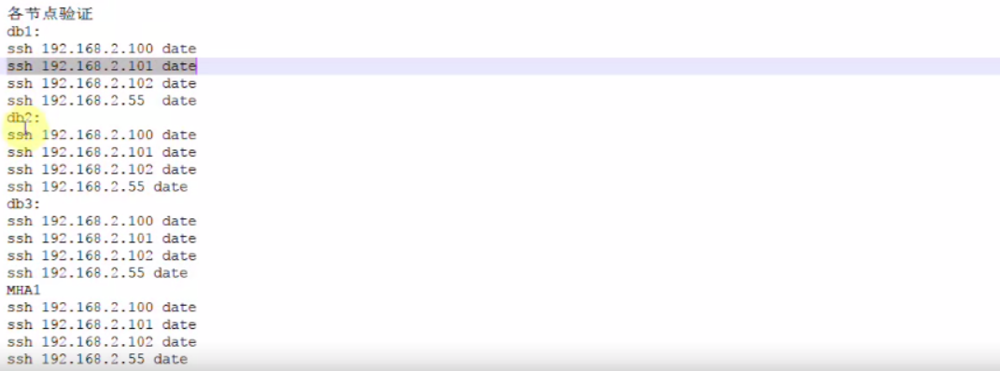 各节点验证
db1:
ssh 192.168.2.100 date
ssh 192.168.2.101 date
ssh 192.168.2.102 date
ssh 192.168.2.55  date
db2:
ssh 192.168.2.100 date
ssh 192.168.2.101 date
ssh 192.168.2.102 date
ssh 192.168.2.55 date
db3:
ssh 192.168.2.100 date
ssh 192.168.2.101 date
ssh 192.168.2.102 date
ssh 192.168.2.55 date
MHA1
ssh 192.168.2.100 date
ssh 192.168.2.101 date
ssh 192.168.2.102 date
ssh 192.168.2.55 date